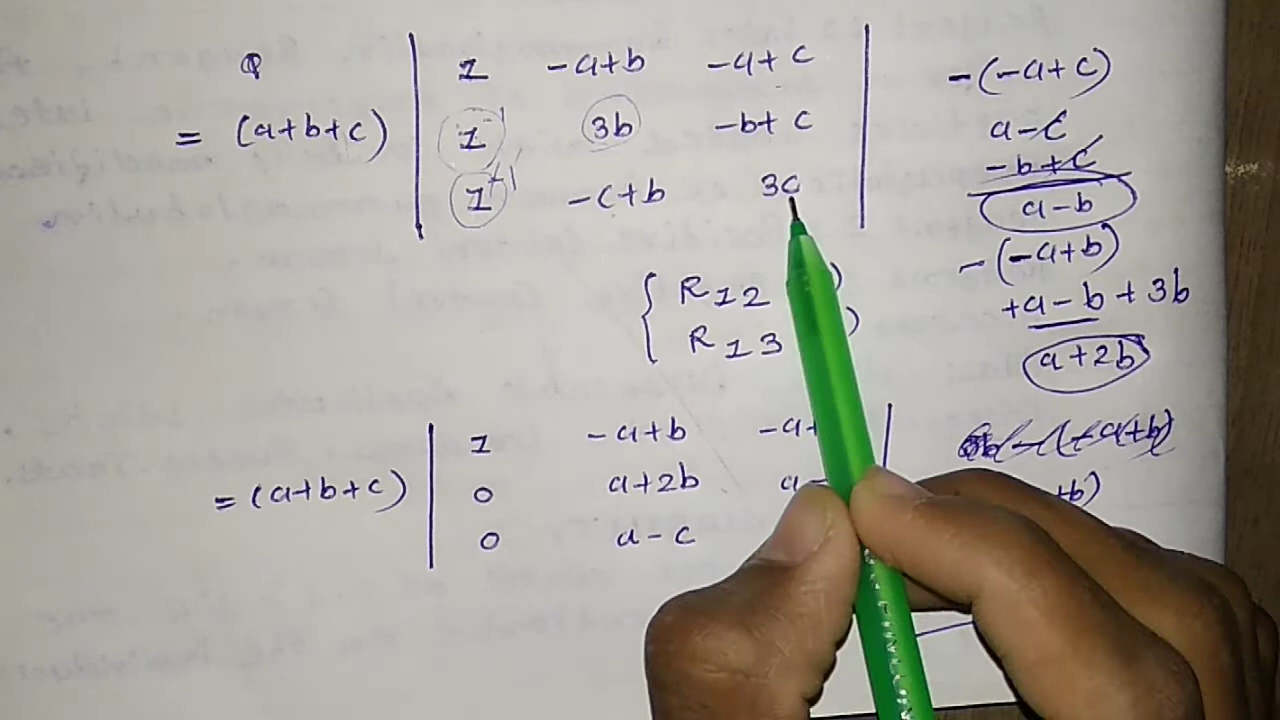 1 -a+b -a+c
= (a+b+c) 1 3b -b+c
1 -c+b 3c
-(-a+c)
a-c
-b+c
a-b
-(-a+b)
+a-b+3b
a+2b
R12
R13
1 -a+b -a+
= (a+b+c) 0 a+2b a-
0 a-c
+b)